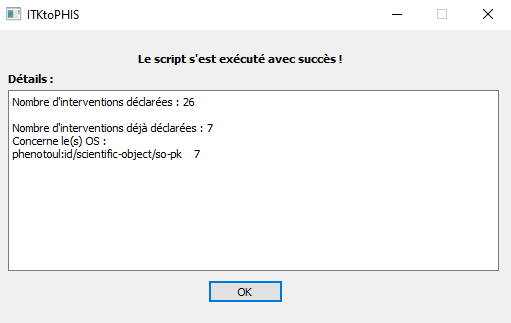 ITKtoPHIS
Le script s'est exécuté avec succès !
Détails :
Nombre d'interventions déclarées : 26
Nombre d'interventions déjà déclarées : 7
Concerne le(s) OS :
phenotoul:id/scientific-object/so-pk    7
OK